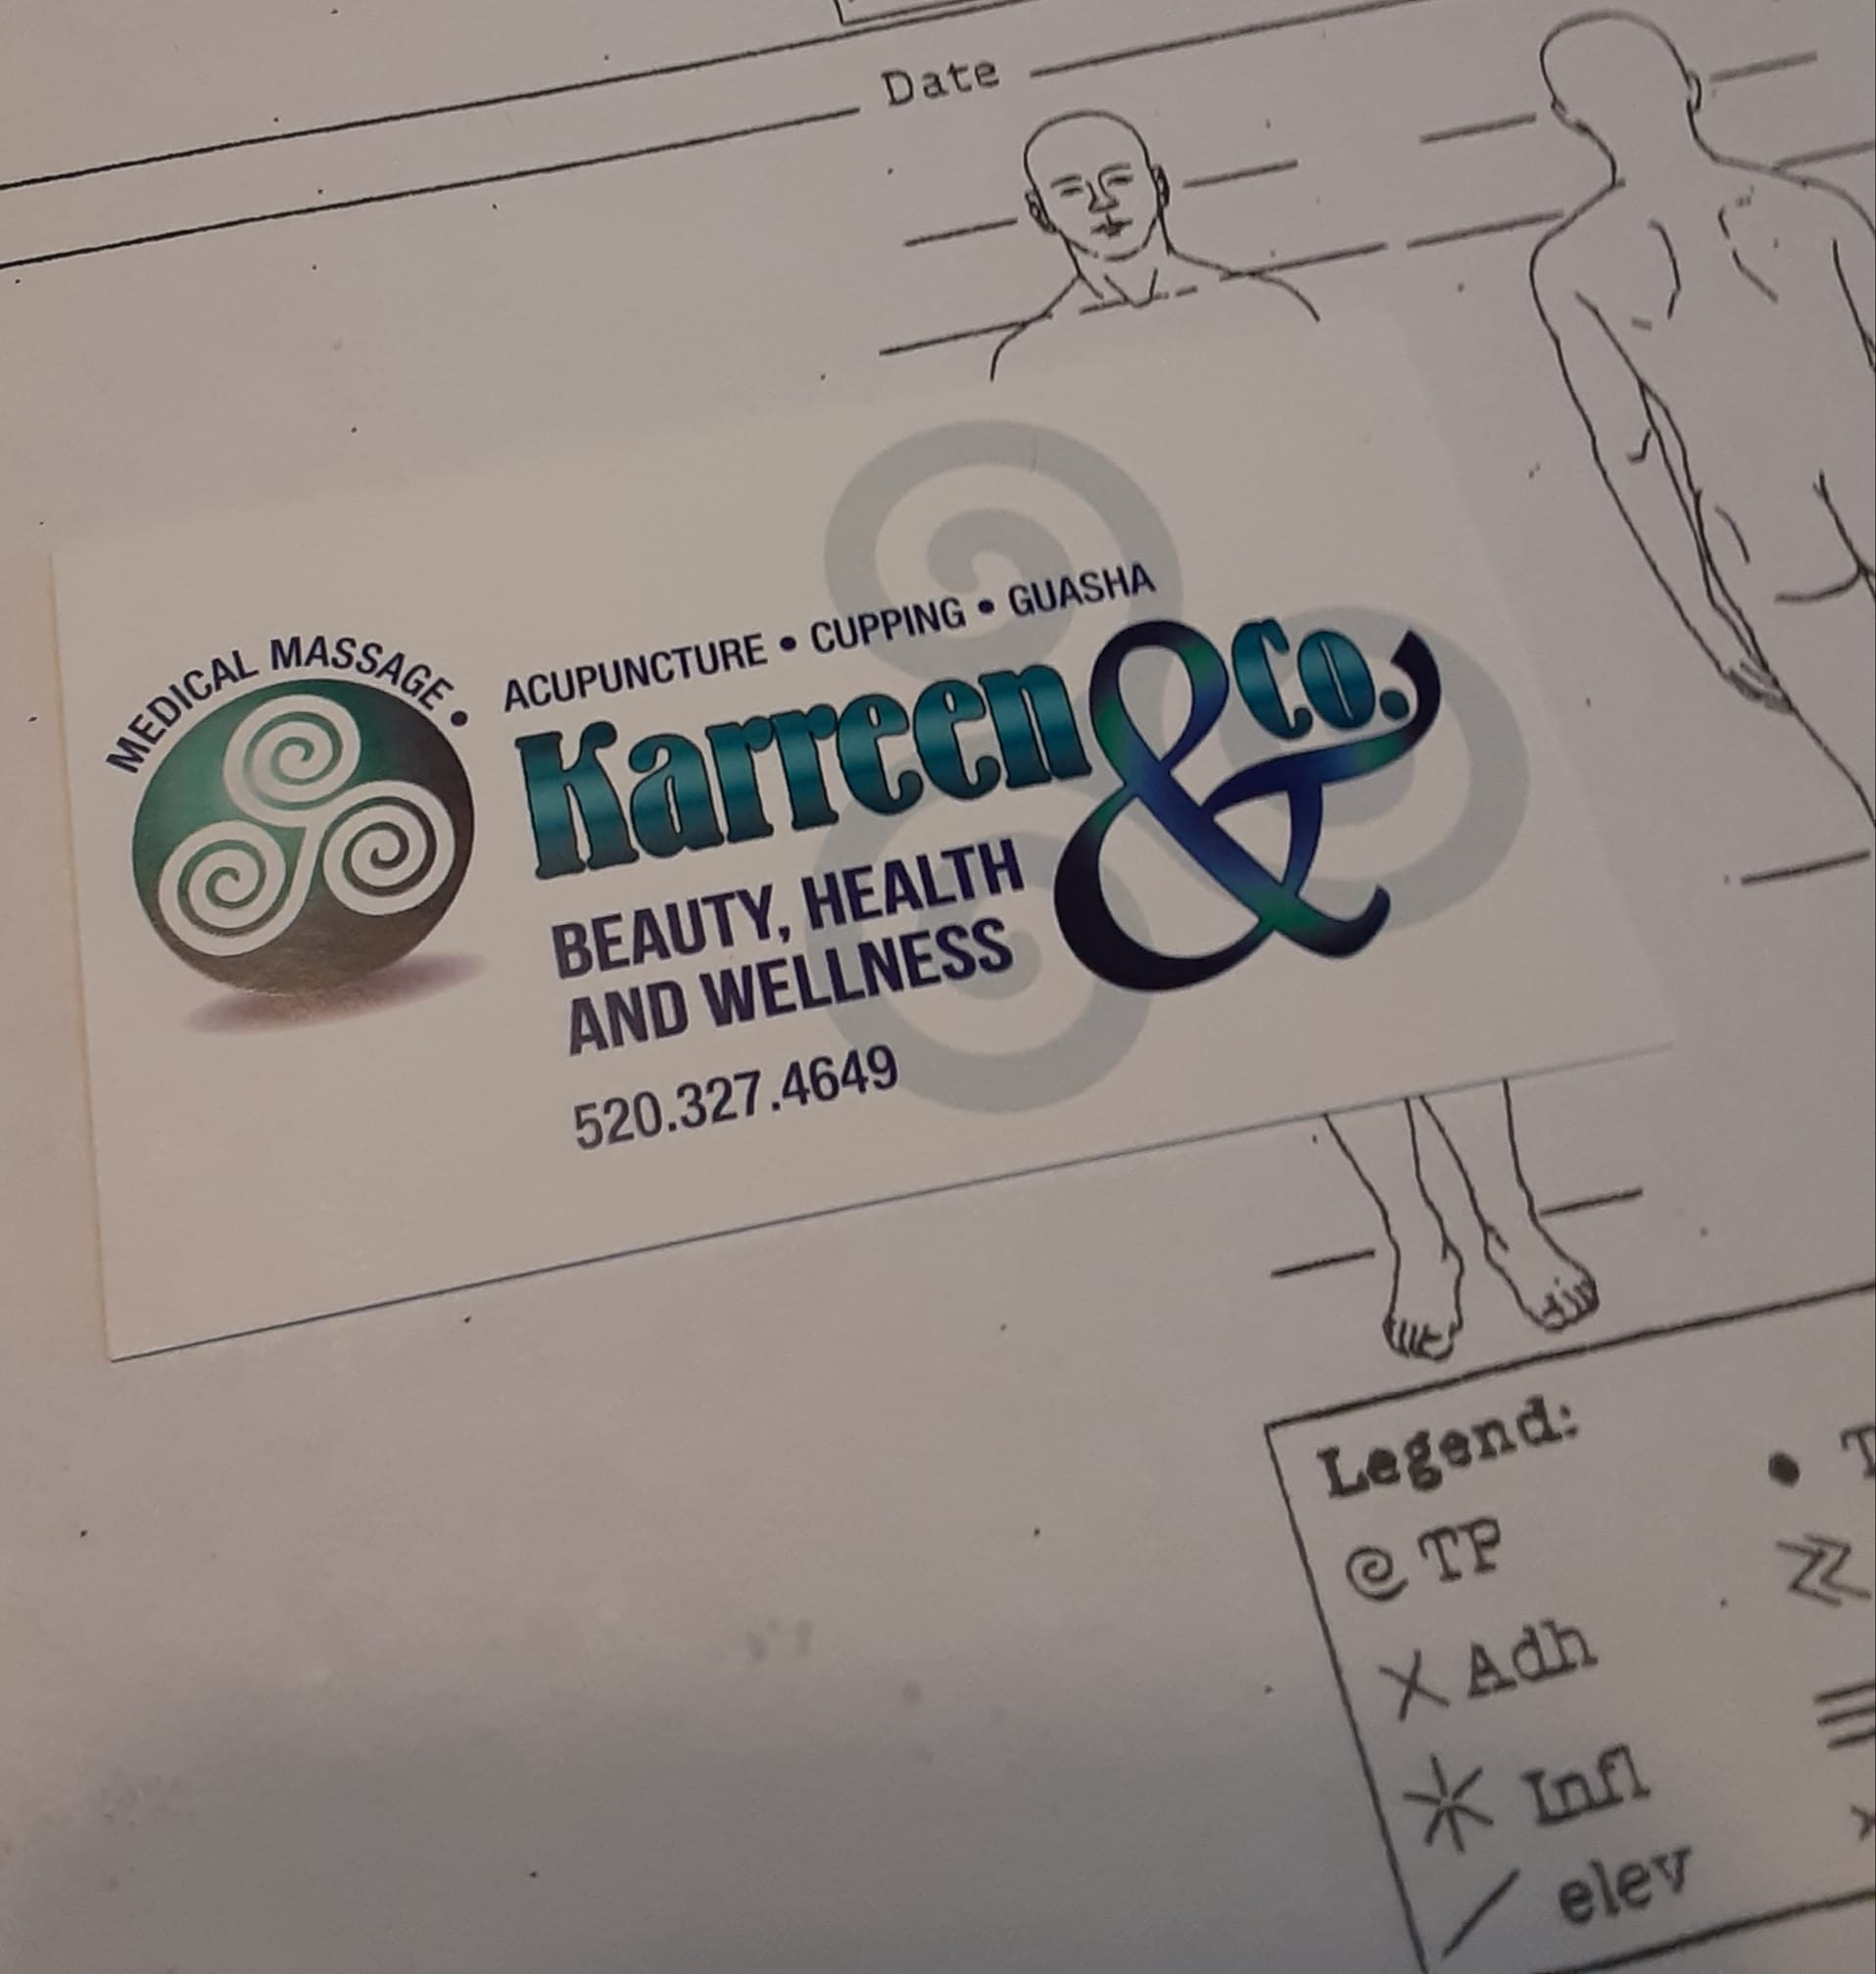 Date
MEDICAL MASSAGE • ACUPUNCTURE • CUPPING • GUASHA
Karreen & Co.
BEAUTY, HEALTH
AND WELLNESS
520.327.4649
Legend:
@ TP
X Adh
* Infl
/ elev